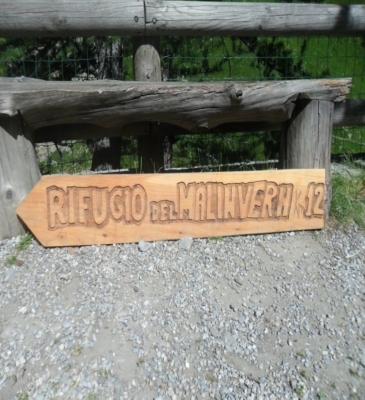 RIFUGIO DEL MALINVERN K 12